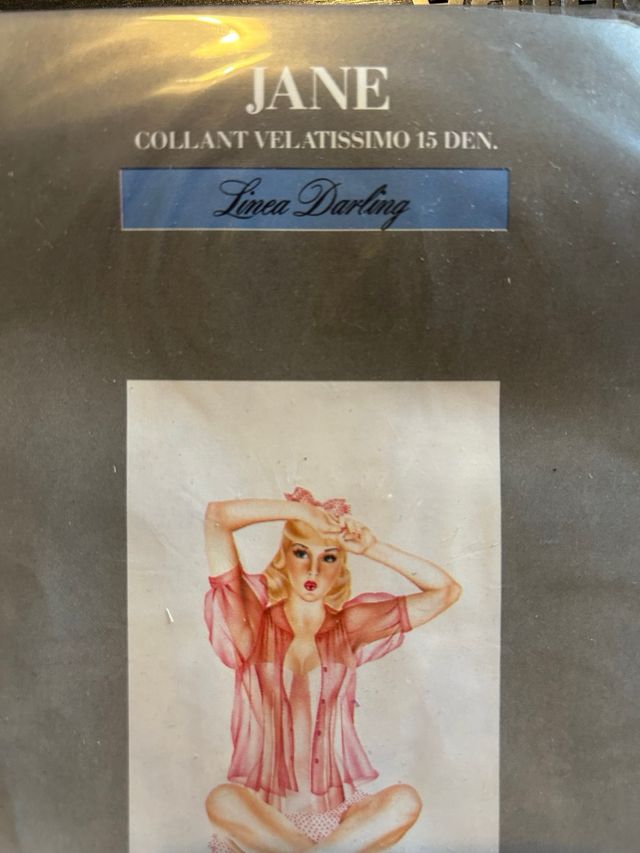 JANE
COLLANT VELATISSIMO 15 DEN.
Linea Darling